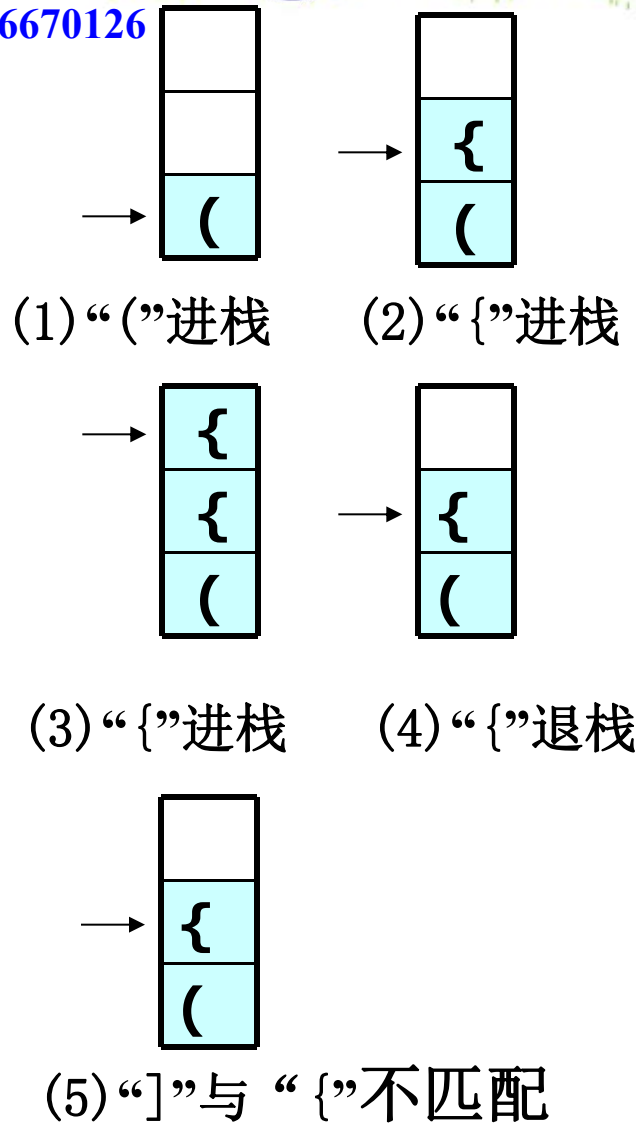 6670126
( {
(
(1)“(”进栈 (2)“{”进栈
{
{ {
( (
(3)“{”进栈 (4)“{”退栈
{
(
(5)“]”与“{”不匹配